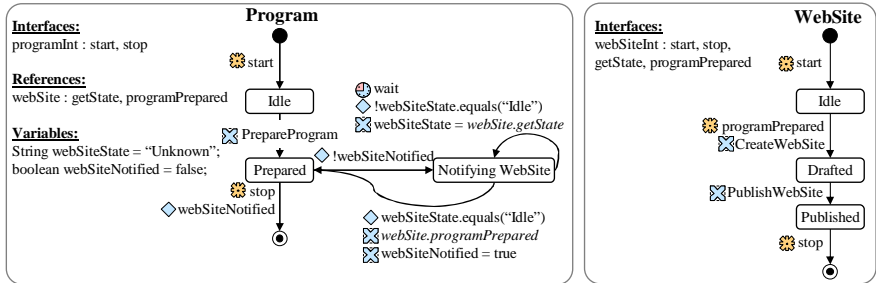 Program
Interfaces:
programInt : start, stop
References:
webSite : getState, programPrepared
Variables:
String webSiteState = “Unknown”;
boolean webSiteNotified = false;
start
Idle
PrepareProgram
Prepared
stop
webSiteNotified
wait
!webSiteState.equals(“Idle”)
webSiteState = webSite.getState
!webSiteNotified
Notifying WebSite
webSiteState.equals(“Idle”)
webSite.programPrepared
webSiteNotified = true
WebSite
Interfaces:
webSiteInt : start, stop,
getState, programPrepared
start
Idle
programPrepared
CreateWebSite
Drafted
PublishWebSite
Published
stop